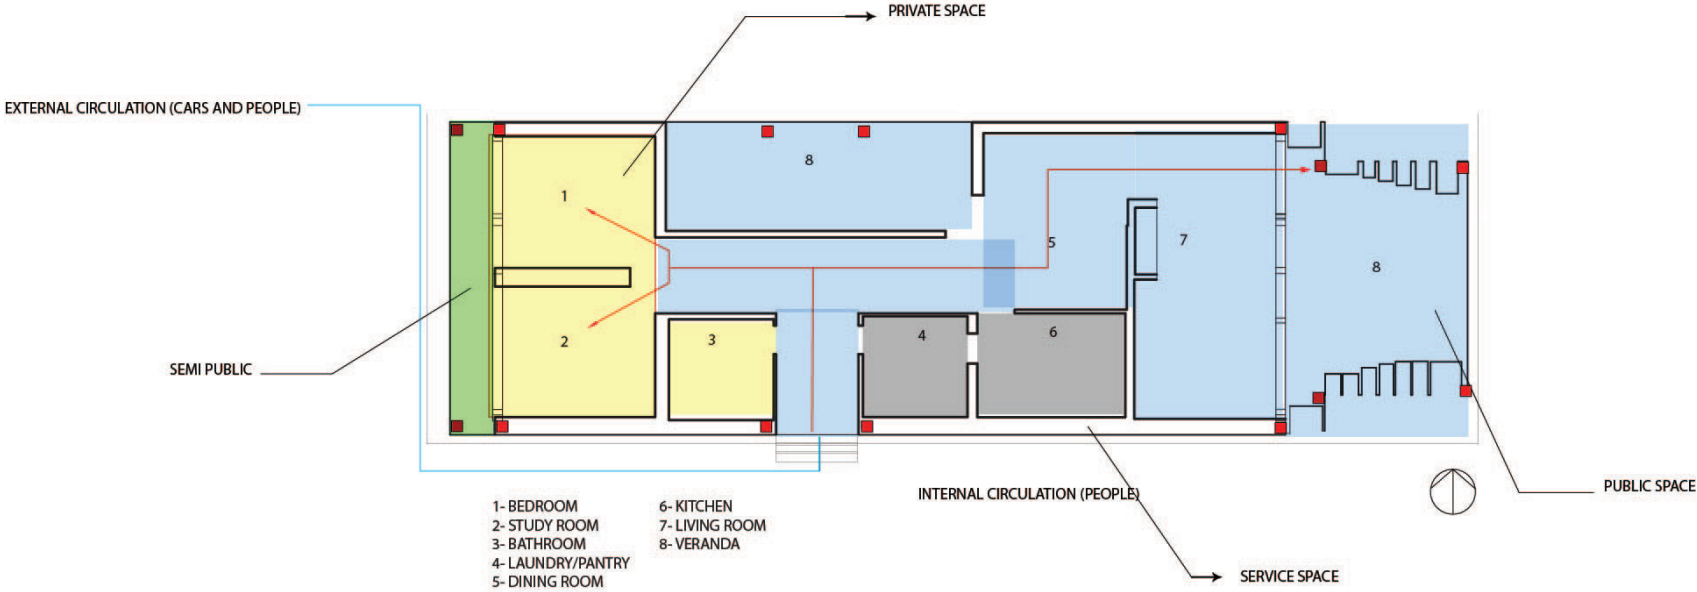 PRIVATE SPACE
EXTERNAL CIRCULATION (CARS AND PEOPLE)
8
1
5
7
8
2
3
4
6
SEMI PUBLIC
PUBLIC SPACE
INTERNAL CIRCULATION (PEOPLE)
1- BEDROOM
2- STUDY ROOM
3- BATHROOM
4- LAUNDRY/PANTRY
5- DINING ROOM
6- KITCHEN
7- LIVING ROOM
8- VERANDA
SERVICE SPACE